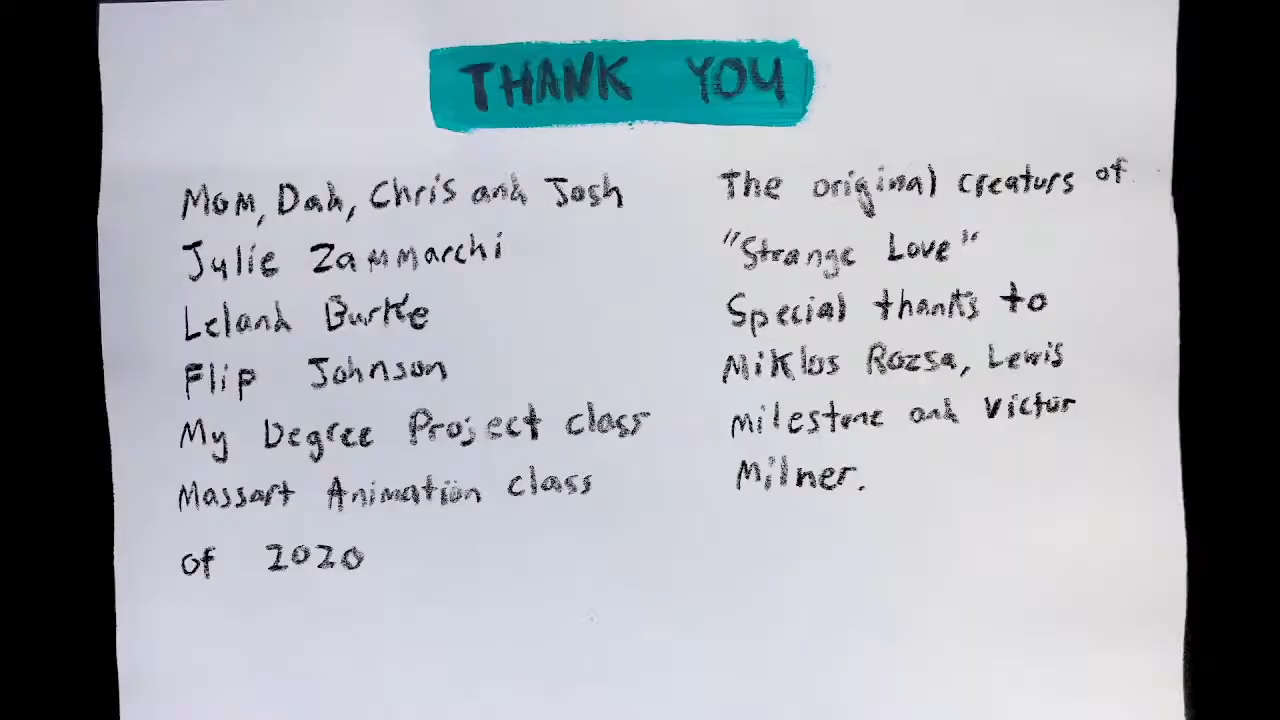 THANK YOU
Mom, Dad, Chris and Josh
Julie Zammarchi
Leland Burke
Flip Johnson
My Degree Project class
Massart Animation class
of 2020
The original creators of
"Strange Love"
Special thanks to
Miklos Rozsa, Lewis
Milestone and Victor
Milner.